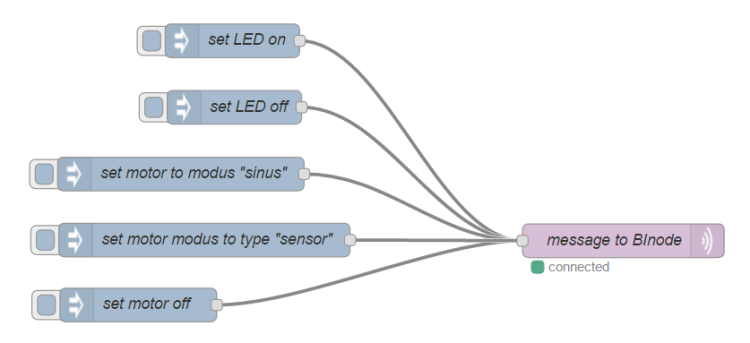 set LED on
set LED off
set motor to modus "sinus"
set motor modus to type "sensor"
message to BInode
connected
set motor off